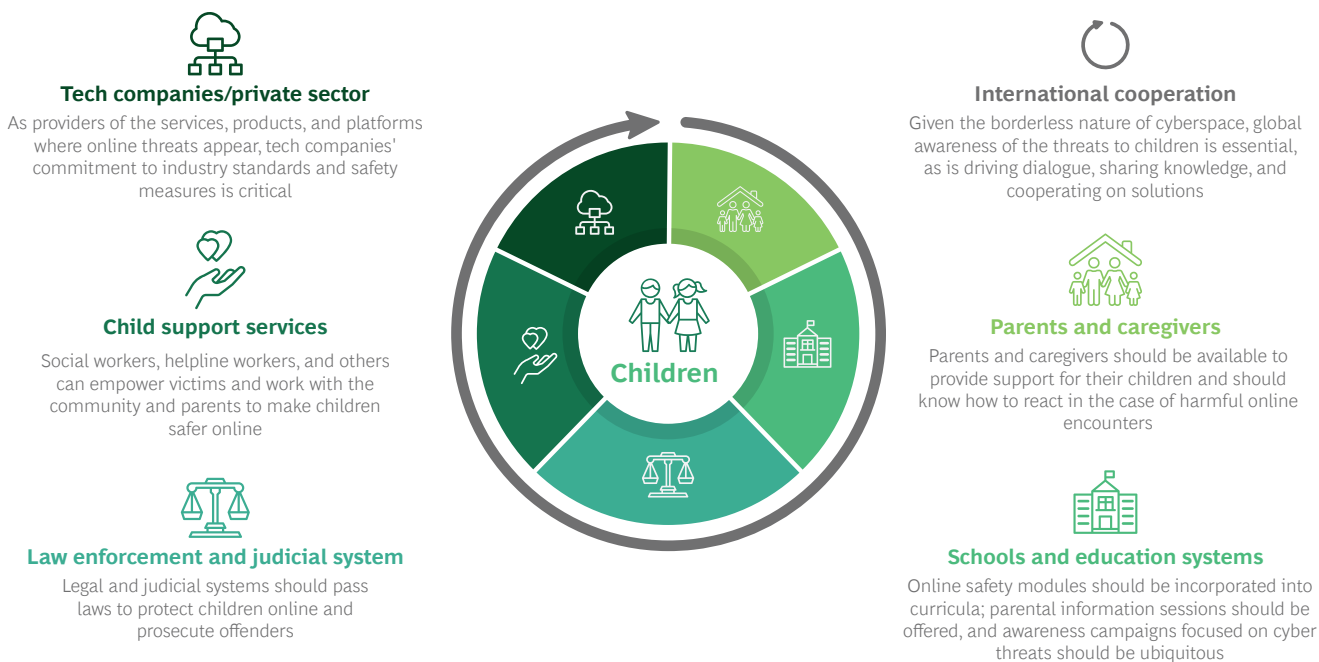 Tech companies/private sector
As providers of the services, products, and platforms
where online threats appear, tech companies'
commitment to industry standards and safety
measures is critical
Child support services
Social workers, helpline workers, and others
can empower victims and work with the
community and parents to make children
safer online
Law enforcement and judicial system
Legal and judicial systems should pass
laws to protect children online and
prosecute offenders
Children
International cooperation
Given the borderless nature of cyberspace, global
awareness of the threats to children is essential,
as is driving dialogue, sharing knowledge, and
cooperating on solutions
Parents and caregivers
Parents and caregivers should be available to
provide support for their children and should
know how to react in the case of harmful online
encounters
Schools and education systems
Online safety modules should be incorporated into
curricula; parental information sessions should be
offered, and awareness campaigns focused on cyber
threats should be ubiquitous